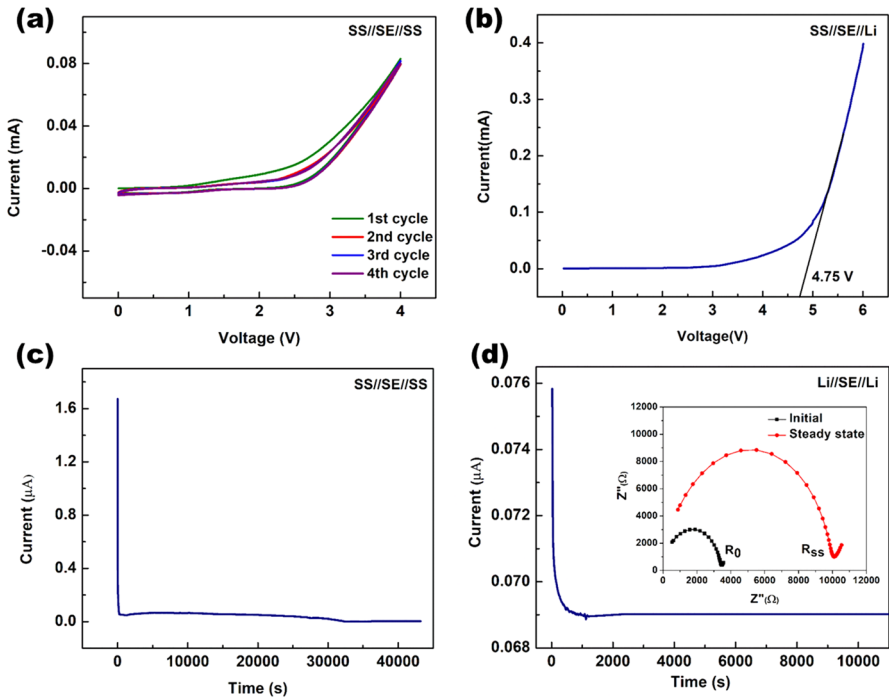 (a)
SS//SE//SS
0.08
0.04
0.00
-0.04
Current (mA)
1st cycle
2nd cycle
3rd cycle
4th cycle
0 1 2 3 4
Voltage (V)
(b)
SS//SE//Li
0.4
0.3
0.2
0.1
0.0
Current(mA)
4.75 V
0 1 2 3 4 5 6
Voltage(V)
(c)
SS//SE//SS
1.6
1.2
0.8
0.4
0.0
Current (μA)
0 10000 20000 30000 40000
Time (s)
(d)
Li//SE//Li
0.076
0.074
0.072
0.070
0.068
Current (μA)
12000
10000
8000
6000
4000
2000
0
Z"(Ω)
Initial
Steady state
R0
RSS
0 2000 4000 6000 8000 10000 12000
Z"(Ω)
0 2000 4000 6000 8000 10000
Time (s)